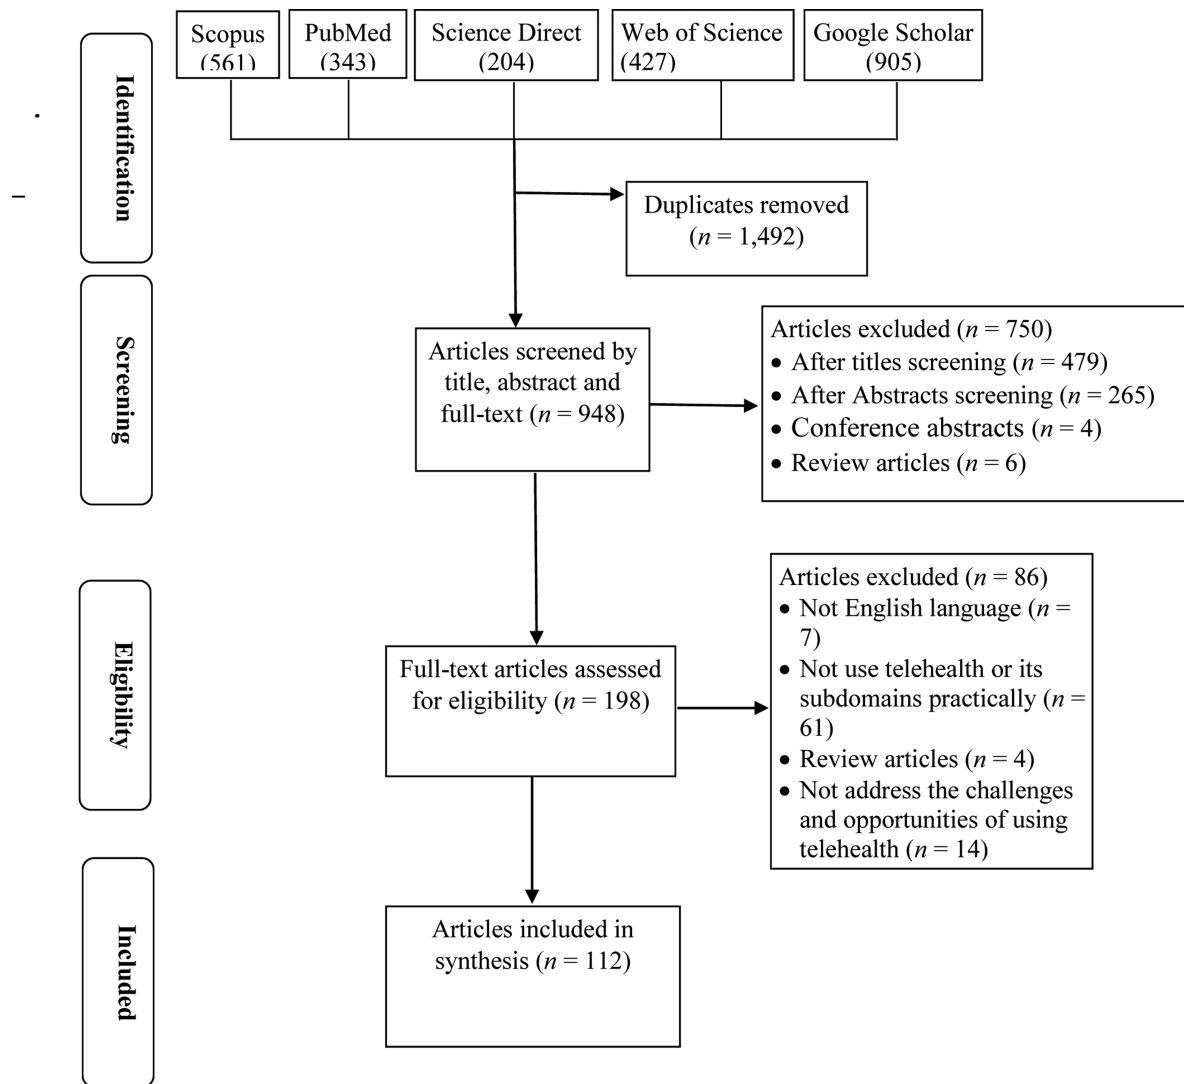 Scopus
(561)
PubMed
(343)
Science Direct
(204)
Web of Science
(427)
Google Scholar
(905)
Identification
Duplicates removed
(n = 1,492)
Screening
Articles screened by
title, abstract and
full-text (n = 948)
Articles excluded (n = 750)
• After titles screening (n = 479)
• After Abstracts screening (n = 265)
• Conference abstracts (n = 4)
• Review articles (n = 6)
Eligibility
Full-text articles assessed
for eligibility (n = 198)
Articles excluded (n = 86)
• Not English language (n =
7)
• Not use telehealth or its
subdomains practically (n =
61)
• Review articles (n = 4)
• Not address the challenges
and opportunities of using
telehealth (n = 14)
Included
Articles included in
synthesis (n = 112)